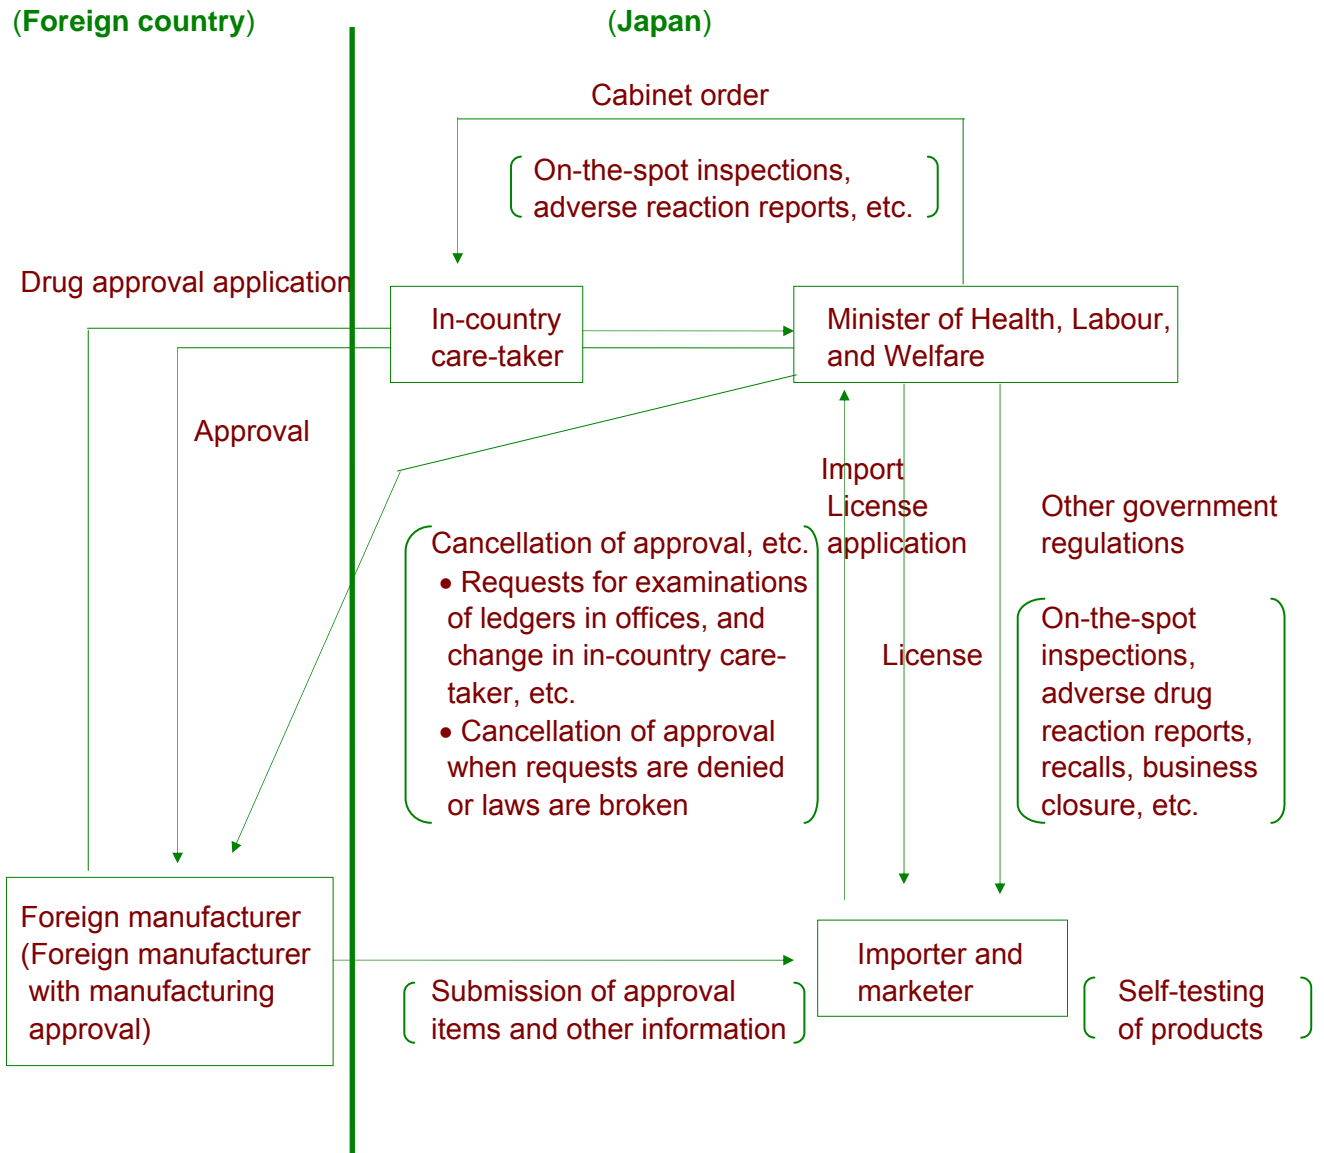 (Foreign country)
(Japan)
Cabinet order
On-the-spot inspections,
adverse reaction reports, etc.
Drug approval application
In-country
care-taker
Minister of Health, Labour,
and Welfare
Approval
Import
License
application
Other government
regulations
Cancellation of approval, etc.
• Requests for examinations
of ledgers in offices, and
change in in-country care-
taker, etc.
• Cancellation of approval
when requests are denied
or laws are broken
License
On-the-spot
inspections,
adverse drug
reaction reports,
recalls, business
closure, etc.
Foreign manufacturer
(Foreign manufacturer
with manufacturing
approval)
Submission of approval
items and other information
Importer and
marketer
Self-testing
of products